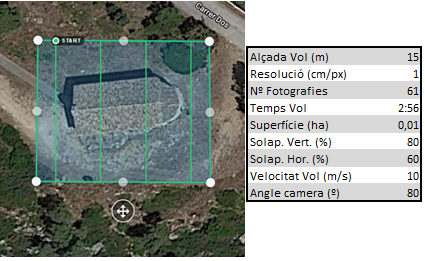 Carrer Dos
START
Alçada Vol (m) 15
Resolució (cm/px) 1
Nº Fotografies 61
Temps Vol 2:56
Superfície (ha) 0,01
Solap. Vert. (%) 80
Solap. Hor. (%) 60
Velocitat Vol (m/s) 10
Angle camera (º) 80